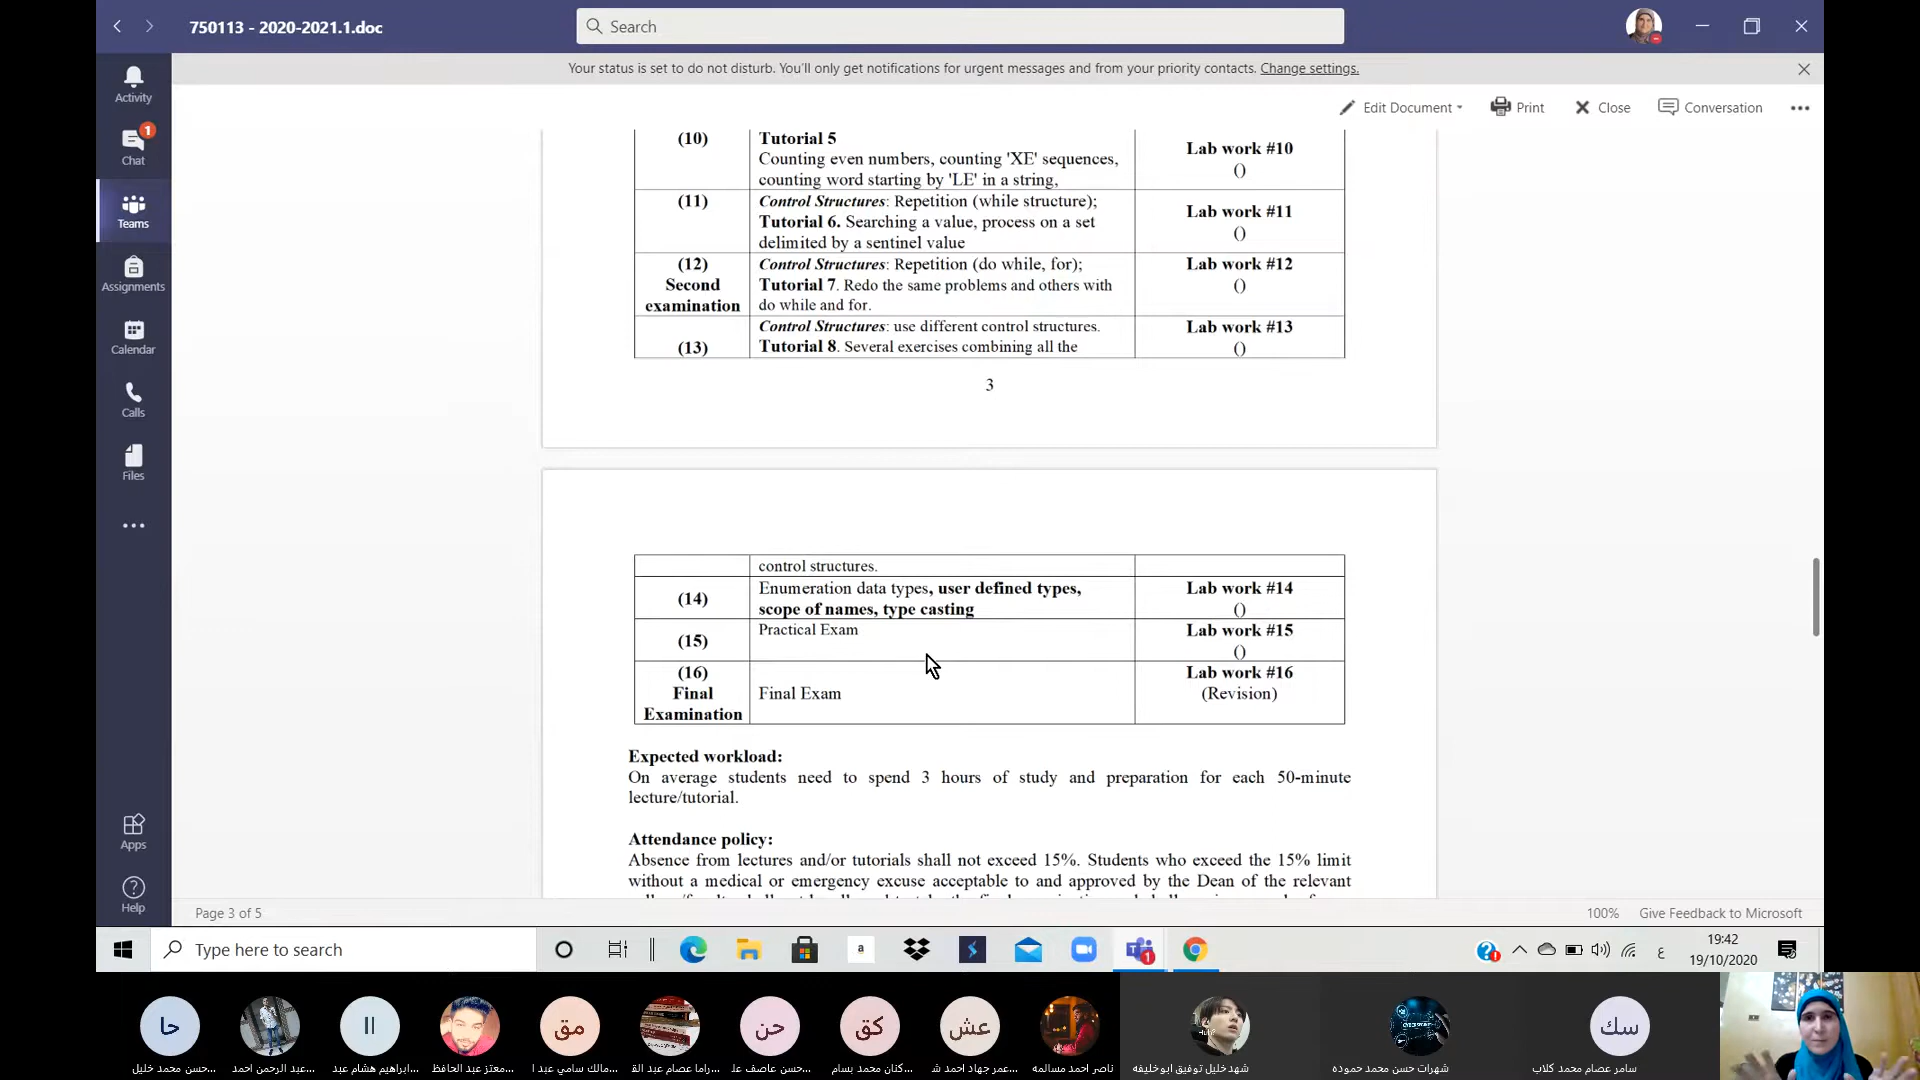 750113 - 2020-2021.1.doc
Search
Your status is set to do not disturb. You'll only get notifications for urgent messages and from your priority contacts. Change settings.
Activity
Chat
1
Teams
Assignments
Calendar
Calls
Files
Apps
Help
Edit Document
Print
Close
Conversation
(10)
Tutorial 5
Counting even numbers, counting 'XE' sequences,
counting word starting by 'LE' in a string,
Lab work #10
()
(11)
Control Structures: Repetition (while structure);
Tutorial 6. Searching a value, process on a set
delimited by a sentinel value
Lab work #11
()
(12)
Second
examination
Control Structures: Repetition (do while, for);
Tutorial 7. Redo the same problems and others with
do while and for.
Lab work #12
()
(13)
Control Structures: use different control structures.
Tutorial 8. Several exercises combining all the
Lab work #13
()
3
control structures.
(14)
Enumeration data types, user defined types,
scope of names, type casting
Lab work #14
()
(15)
Practical Exam
Lab work #15
()
(16)
Final
Examination
Final Exam
Lab work #16
(Revision)
Expected workload:
On average students need to spend 3 hours of study and preparation for each 50-minute
lecture/tutorial.
Attendance policy:
Absence from lectures and/or tutorials shall not exceed 15%. Students who exceed the 15% limit
without a medical or emergency excuse acceptable to and approved by the Dean of the relevant
Page 3 of 5
100%
Give Feedback to Microsoft
Type here to search
a
1
ع
19:42
19/10/2020
حا
اا
مق
حن
كق
عش
سك
حسن محمد خليل...
عبد الرحمن احمد...
ابراهيم هشام عبد...
معتز عبد الحافظ...
مالك سامي عبد ا...
راما عصام عبد الق...
حسن عاصف عل...
كنان محمد بسام...
عمر جهاد احمد ش...
ناصر احمد مسالمه
شهد خليل توفيق ابوخليفه
شهرات حسن محمد حموده
سامر عصام محمد كلاب